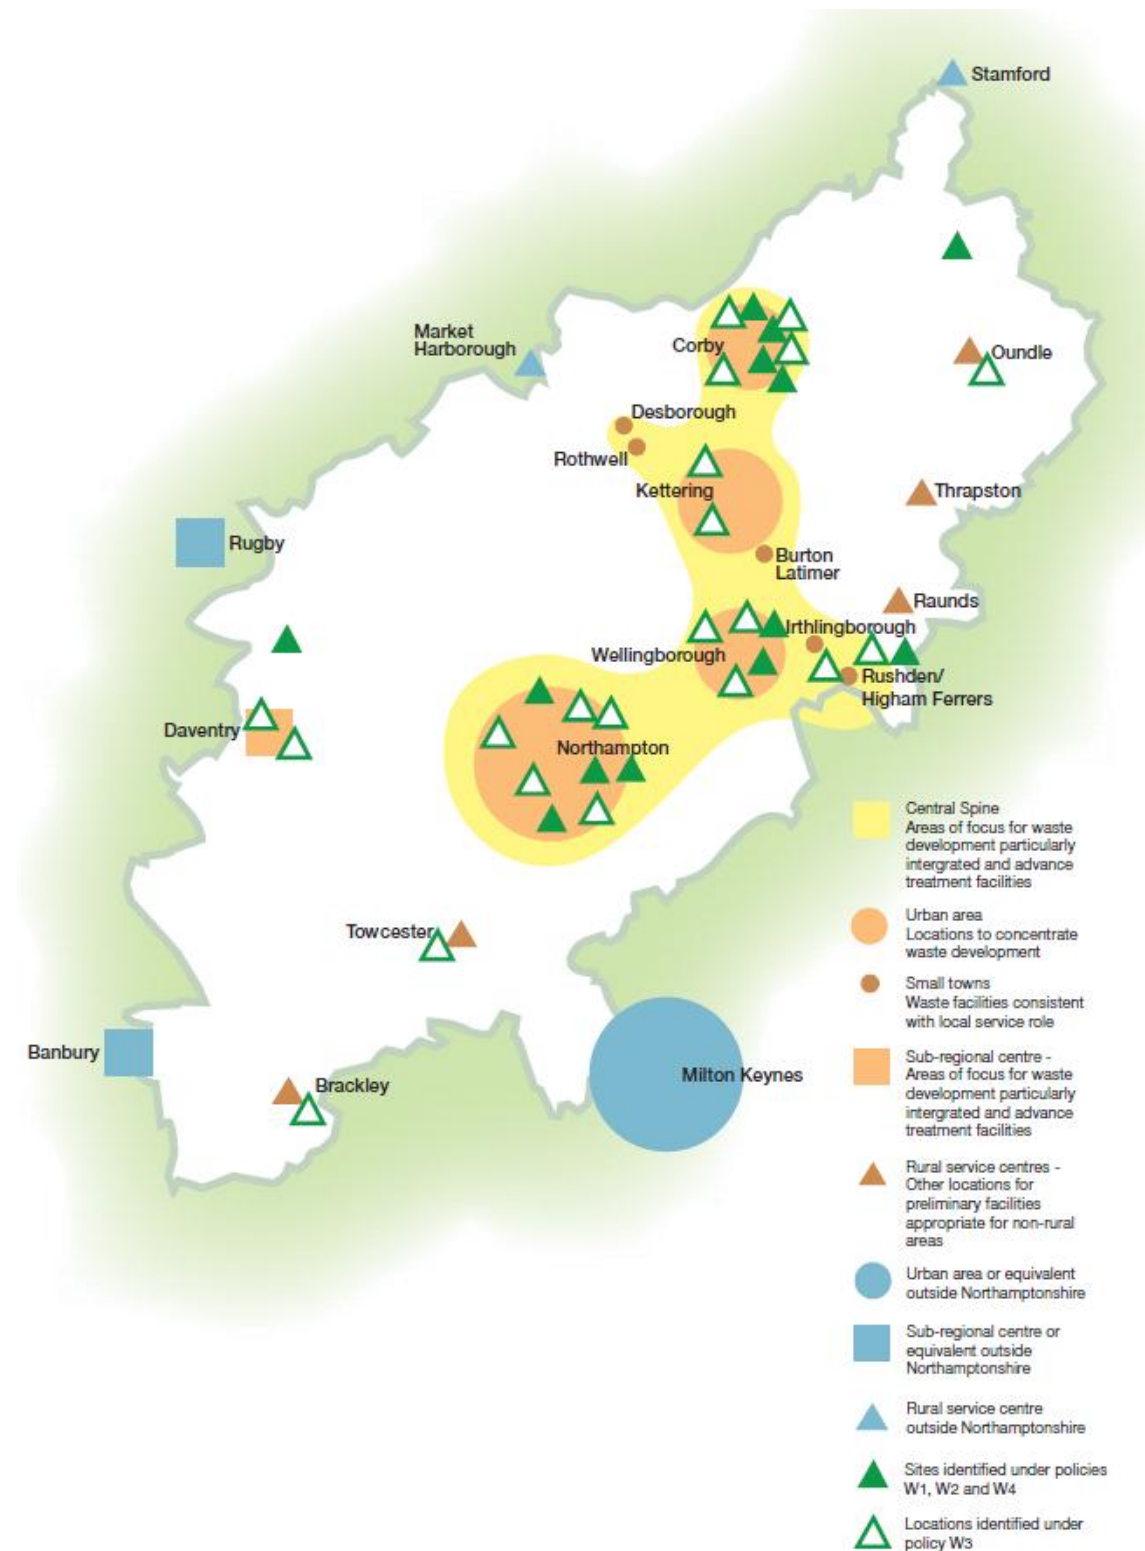 Stamford
Market
Harborough
Corby
Oundle
Desborough
Rothwell
Kettering
Thrapston
Rugby
Burton
Latimer
Raunds
Irthlingborough
Wellingborough
Rushden/
Higham Ferrers
Daventry
Northampton
Towcester
Banbury
Milton Keynes
Brackley
Central Spine
Areas of focus for waste
development particularly
intergrated and advance
treatment facilities
Urban area
Locations to concentrate
waste development
Small towns
Waste facilities consistent
with local service role
Sub-regional centre -
Areas of focus for waste
development particularly
intergrated and advance
treatment facilities
Rural service centres -
Other locations for
preliminary facilities
appropriate for non-rural
areas
Urban area or equivalent
outside Northamptonshire
Sub-regional centre or
equivalent outside
Northamptonshire
Rural service centre
outside Northamptonshire
Sites identified under policies
W1, W2 and W4
Locations identified under
policy W3